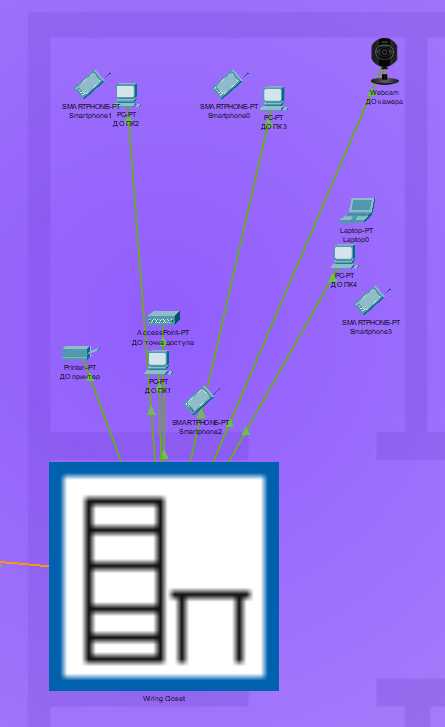 SMARTPHONE-PT
Smartphone1
PC-PT
ДО ПК2
SMARTPHONE-PT
Smartphone0
PC-PT
ДО ПК3
Webcam
ДО камера
Laptop-PT
Laptop0
PC-PT
ДО ПК4
SMARTPHONE-PT
Smartphone3
AccessPoint-PT
ДО точка доступа
Printer-PT
ДО принтер
PC-PT
ДО ПК1
SMARTPHONE-PT
Smartphone2
Wiring Closet